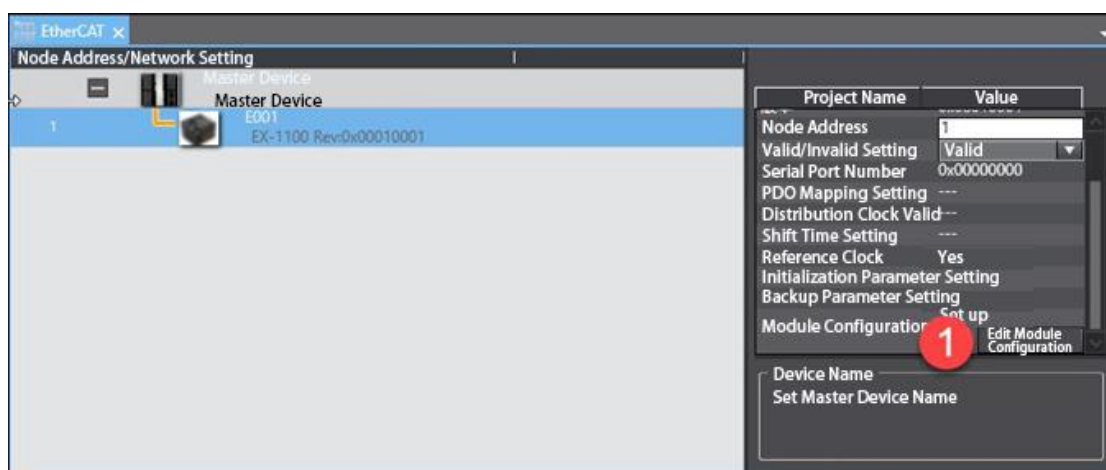 EtherCAT
Node Address/Network Setting
Master Device
Master Device
1
E001
EX-1100 Rev:0x00010001
Project Name Value
Node Address 1
Valid/Invalid Setting Valid
Serial Port Number 0x00000000
PDO Mapping Setting ---
Distribution Clock Valid ---
Shift Time Setting ---
Reference Clock Yes
Initialization Parameter Setting
Backup Parameter Setting
Set up
Module Configuration
1
Edit Module
Configuration
Device Name
Set Master Device Name